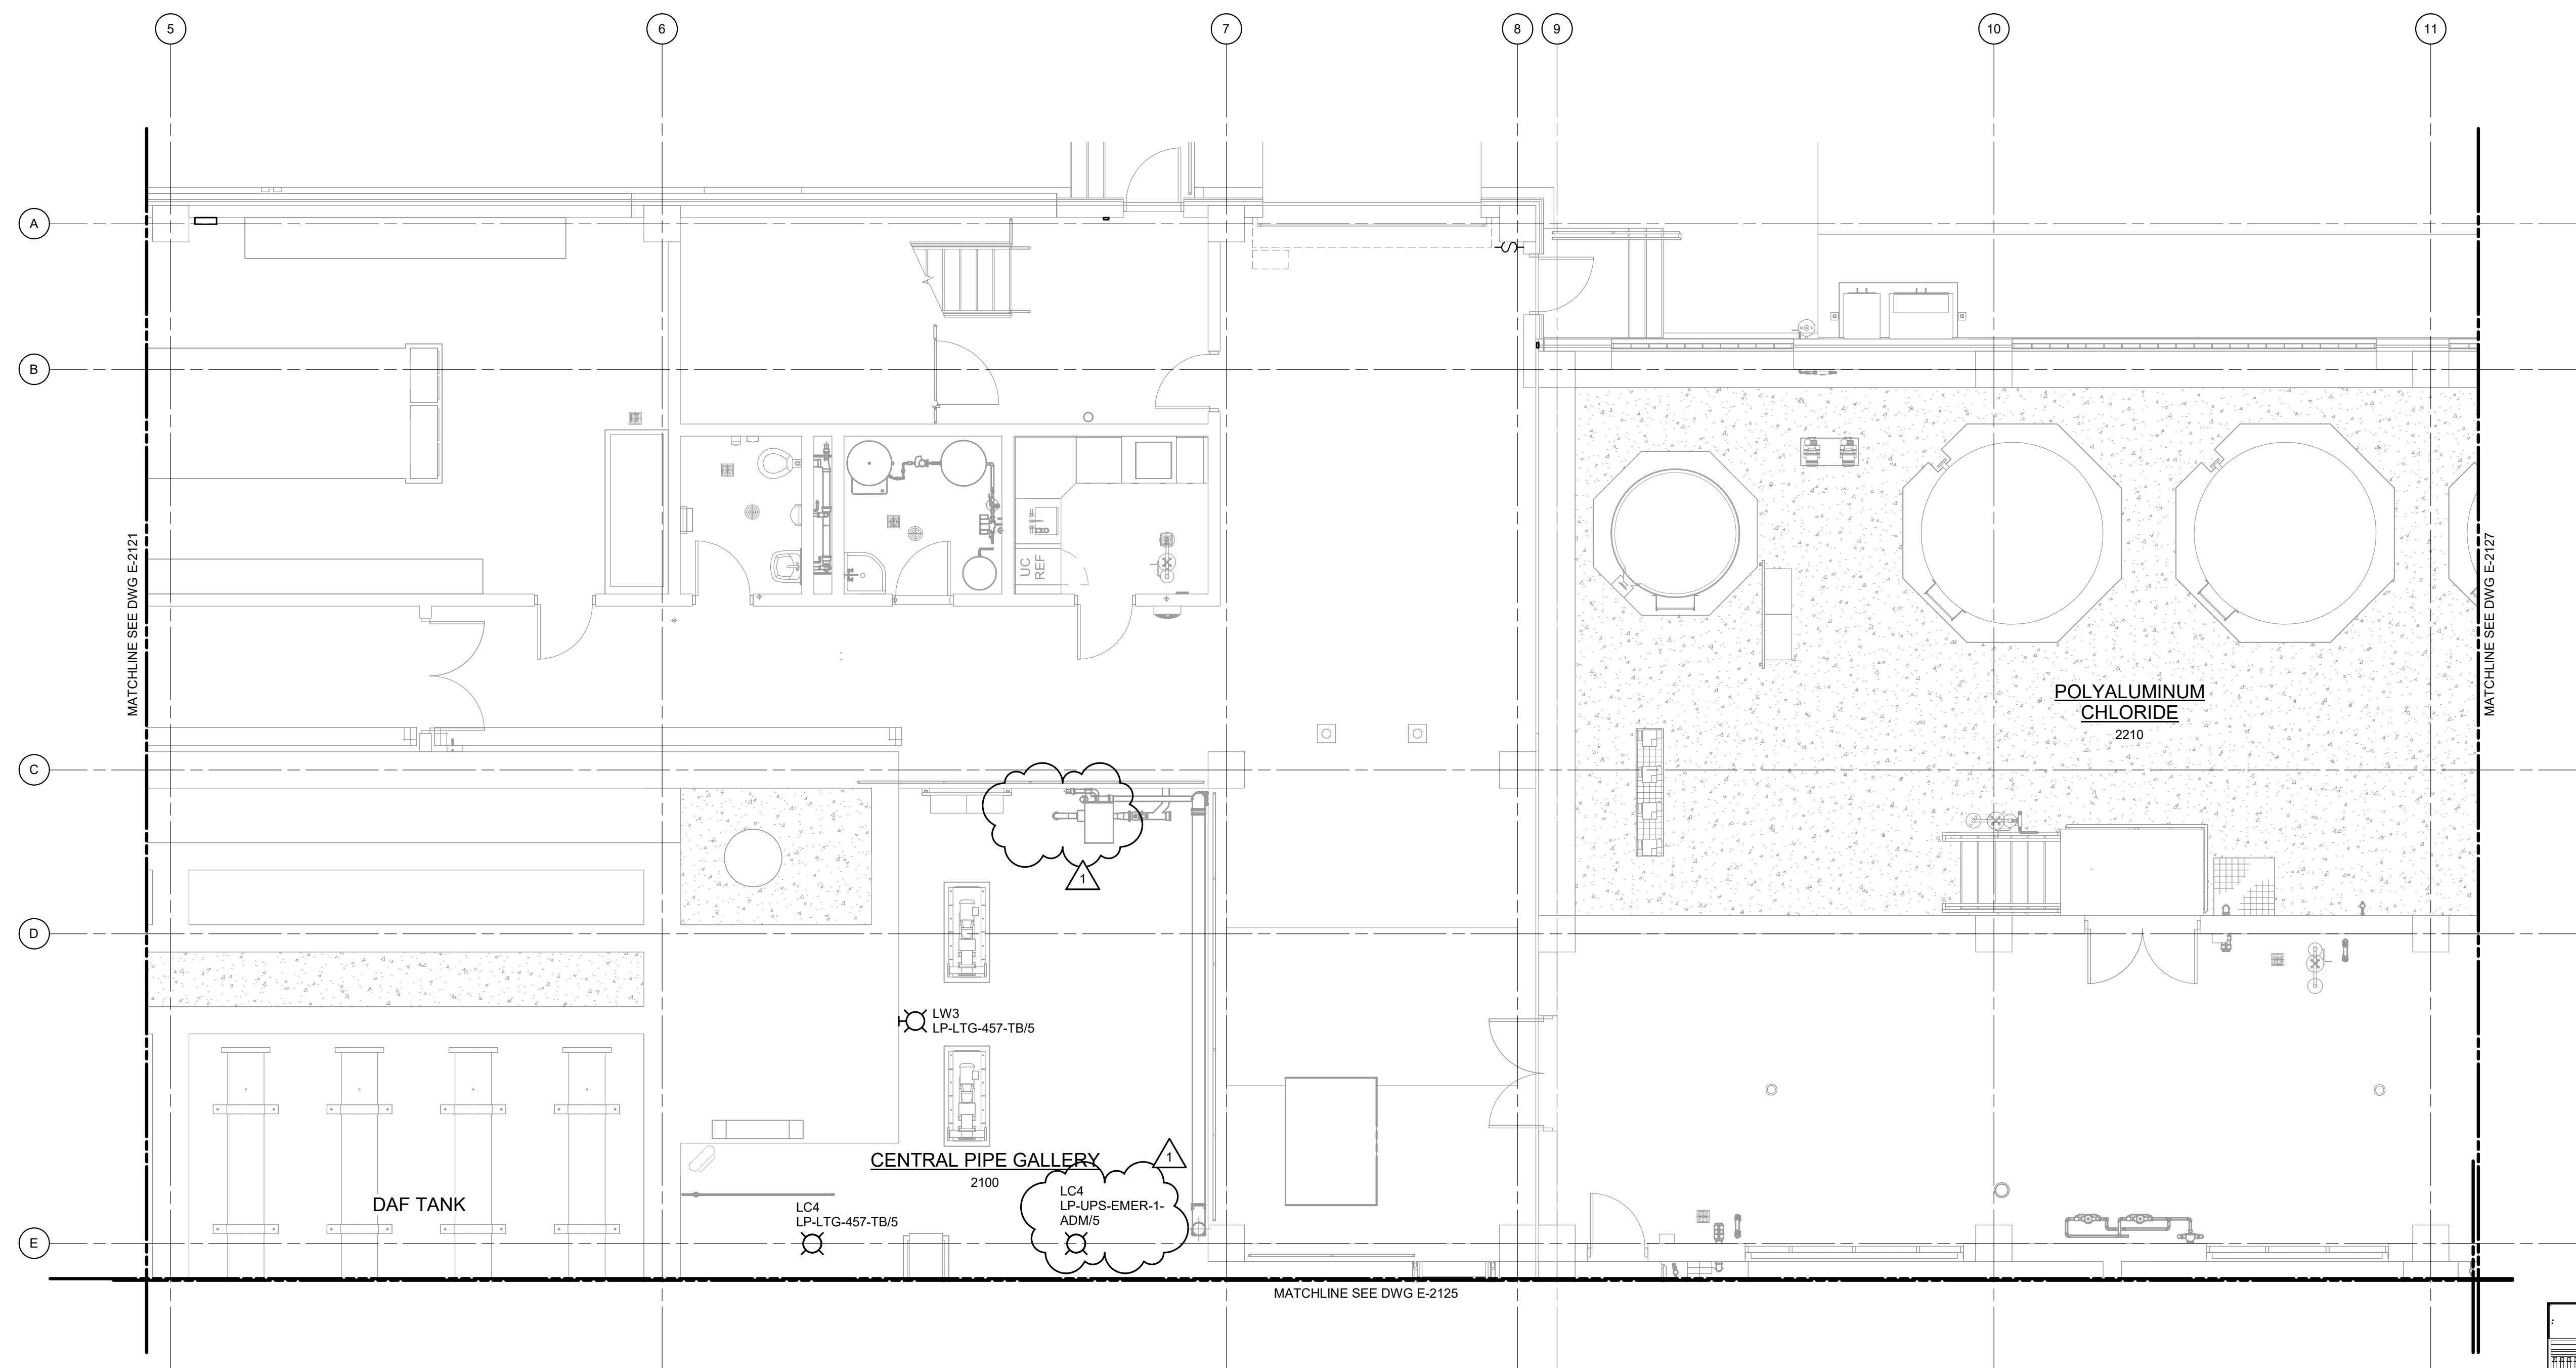 5
6
7
8
9
10
11
A
B
C
D
E
MATCHLINE SEE DWG E-2121
MATCHLINE SEE DWG E-2127
UC
REF
POLYALUMINUM
CHLORIDE
2210
1
LW3
LP-LTG-457-TB/5
CENTRAL PIPE GALLERY
2100
1
DAF TANK
LC4
LP-LTG-457-TB/5
LC4
LP-UPS-EMER-1-
ADM/5
MATCHLINE SEE DWG E-2125
S